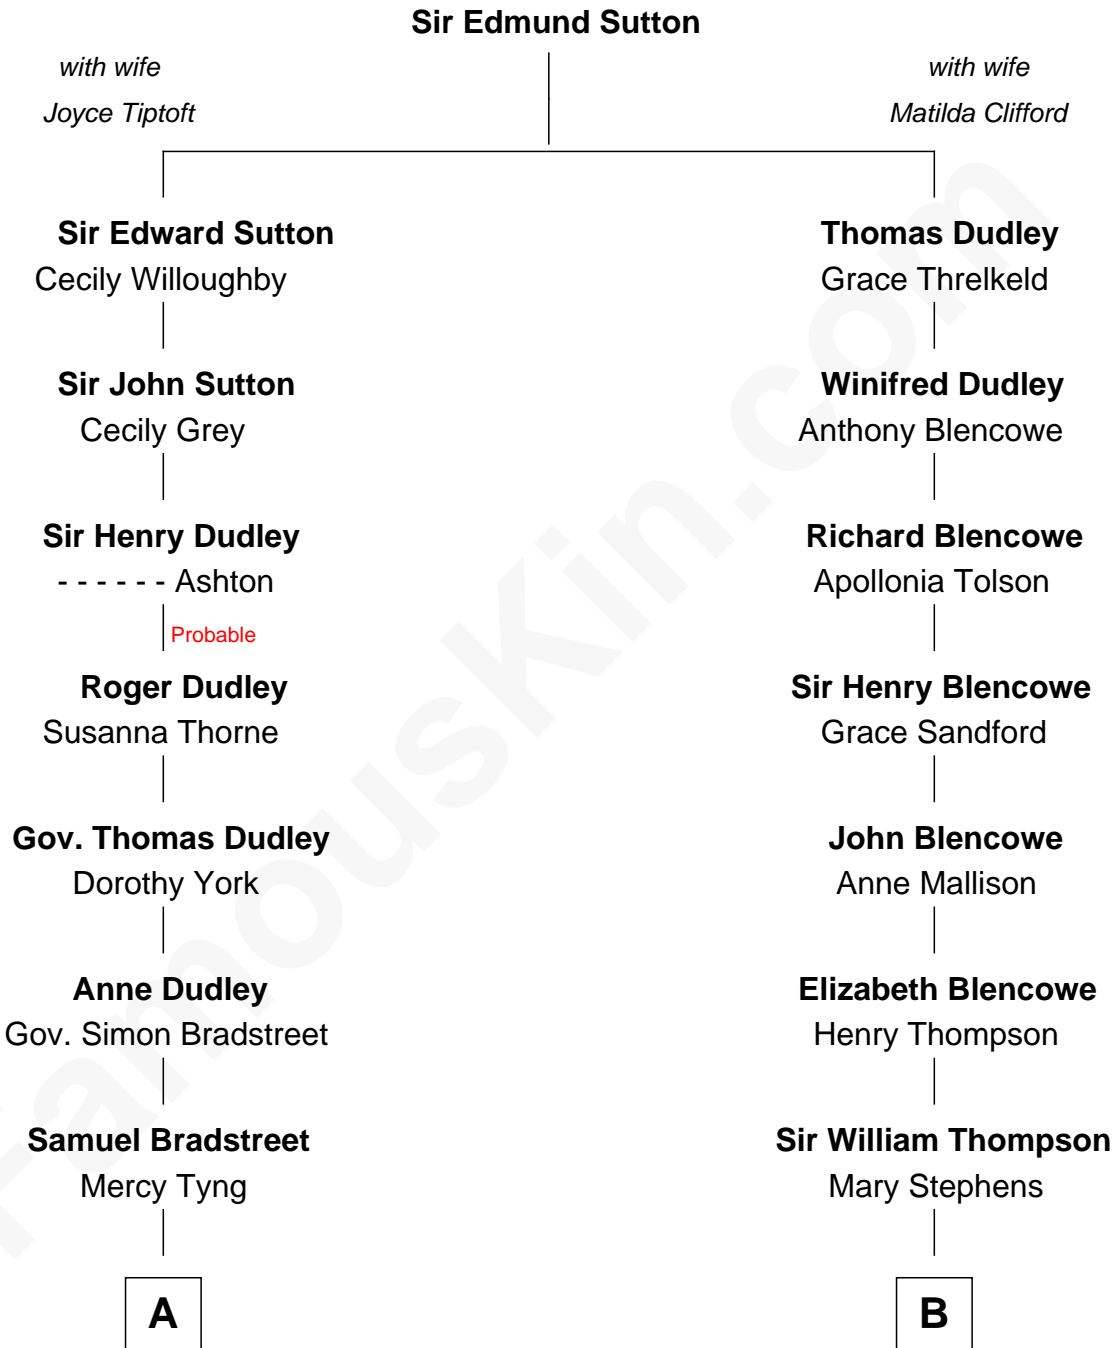 Sir Edmund Sutton
with wife
Joyce Tiptoft
with wife
Matilda Clifford
Sir Edward Sutton
Cecily Willoughby
Thomas Dudley
Grace Threlkeld
Sir John Sutton
Cecily Grey
Winifred Dudley
Anthony Blencowe
Sir Henry Dudley
- - - - - - Ashton
Probable
Richard Blencowe
Apollonia Tolson
Roger Dudley
Susanna Thorne
Sir Henry Blencowe
Grace Sandford
Gov. Thomas Dudley
Dorothy York
John Blencowe
Anne Mallison
Anne Dudley
Gov. Simon Bradstreet
Elizabeth Blencowe
Henry Thompson
Samuel Bradstreet
Mercy Tyng
Sir William Thompson
Mary Stephens
A
B
FamousKin.com